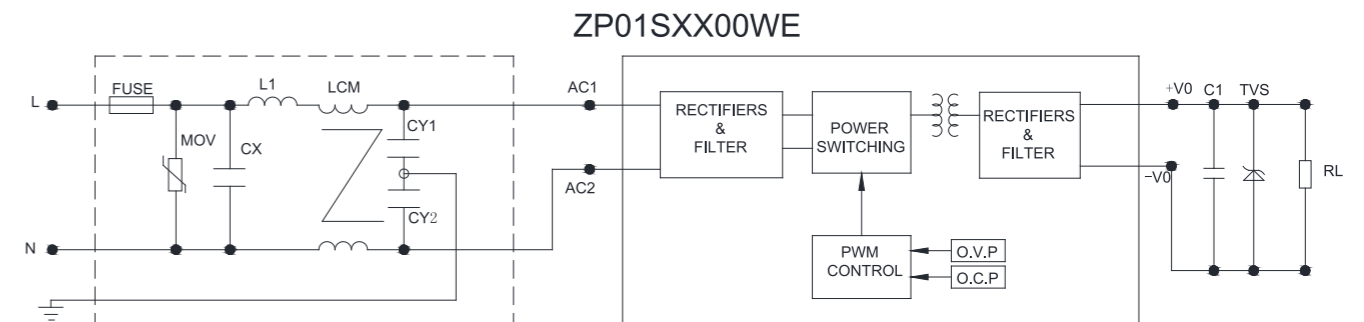 ZP01SXX00WE
L
FUSE
L1
LCM
MOV
CX
CY1
CY2
N
AC1
AC2
RECTIFIERS
&
FILTER
POWER
SWITCHING
RECTIFIERS
&
FILTER
PWM
CONTROL
O.V.P
O.C.P
+V0
C1
TVS
−V0
RL